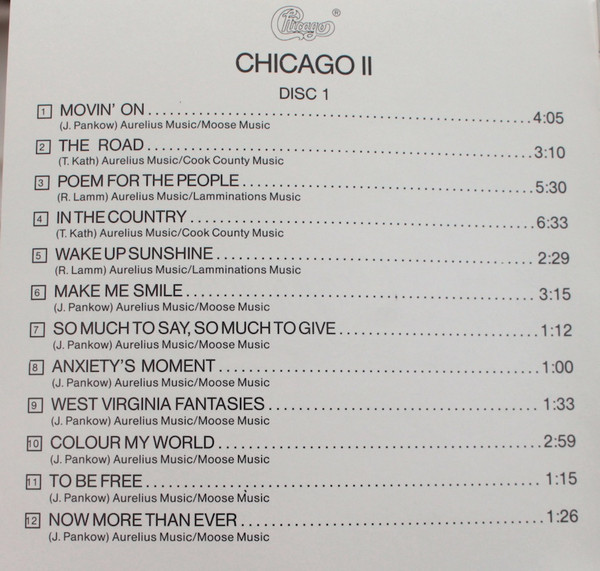 Chicago ®
CHICAGO II
DISC 1
1 MOVIN' ON 4:05
(J. Pankow) Aurelius Music/Moose Music
2 THE ROAD 3:10
(T. Kath) Aurelius Music/Cook County Music
3 POEM FOR THE PEOPLE 5:30
(R. Lamm) Aurelius Music/Lamminations Music
4 IN THE COUNTRY 6:33
(T. Kath) Aurelius Music/Cook County Music
5 WAKE UP SUNSHINE 2:29
(R. Lamm) Aurelius Music/Lamminations Music
6 MAKE ME SMILE 3:15
(J. Pankow) Aurelius Music/Moose Music
7 SO MUCH TO SAY, SO MUCH TO GIVE 1:12
(J. Pankow) Aurelius Music/Moose Music
8 ANXIETY'S MOMENT 1:00
(J. Pankow) Aurelius Music/Moose Music
9 WEST VIRGINIA FANTASIES 1:33
(J. Pankow) Aurelius Music/Moose Music
10 COLOUR MY WORLD 2:59
(J. Pankow) Aurelius Music/Moose Music
11 TO BE FREE 1:15
(J. Pankow) Aurelius Music/Moose Music
12 NOW MORE THAN EVER 1:26
(J. Pankow) Aurelius Music/Moose Music